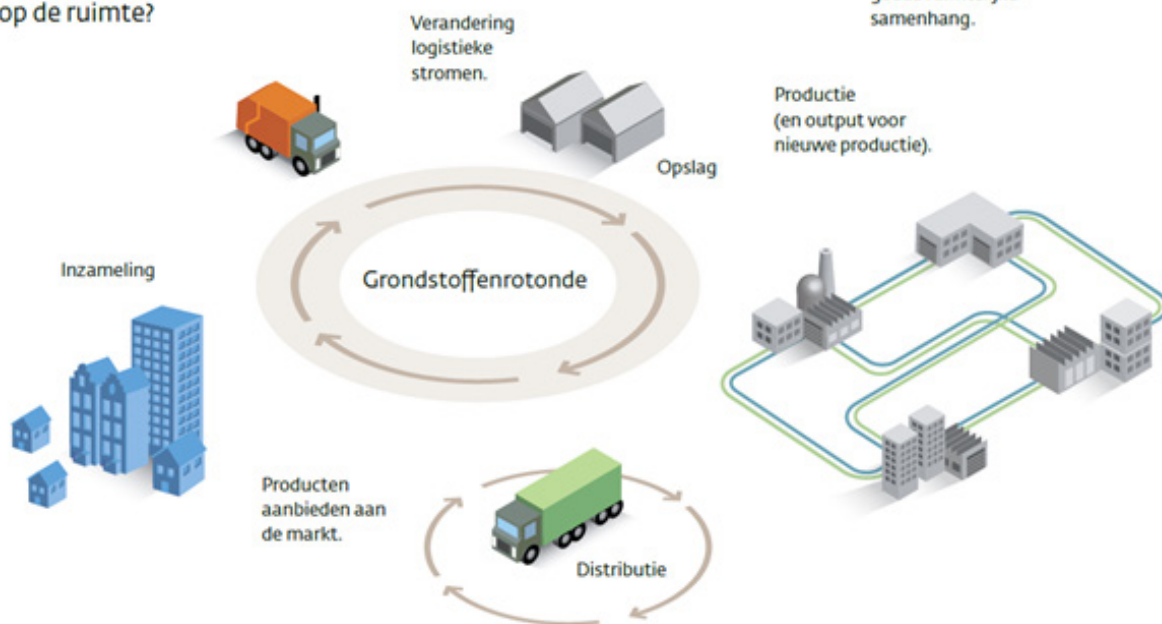 op de ruimte?
samenhang.
Verandering
logistieke
stromen.
Opslag
Productie
(en output voor
nieuwe productie).
Inzameling
Grondstoffenrotonde
Producten
aanbieden aan
de markt.
Distributie